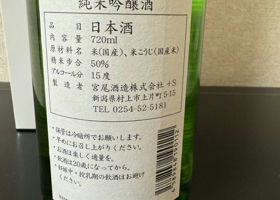 純米吟醸酒
品目 日本酒
内容量 720ml
原材料名 米(国産)、米こうじ(国産米)
精米歩合 50%
アルコール分 15度
製造者 宮尾酒造株式会社 +S
新潟県村上市上片町5-15
TEL 0254-52-5181
・保管は冷暗所でお願いします。
・早めにお召し上がりください。
・お酒は楽しく適量を。
・飲酒は20歳になってから。
・妊娠中・授乳期の飲酒はお避け
ください。